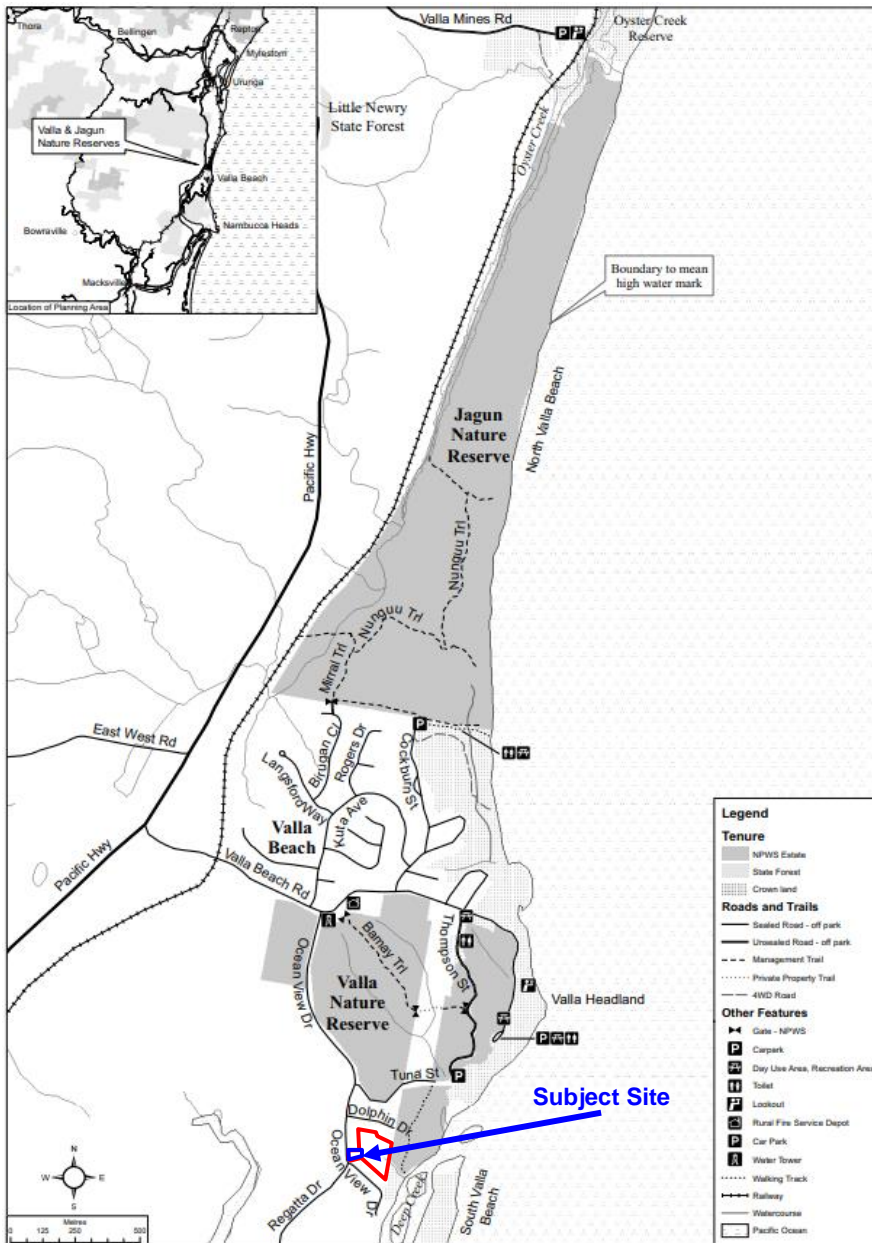 Thora
Bellingen
Repton
Mylestom
Urunga
Valla & Jagun
Nature Reserves
Valla Beach
Bowraville
Nambucca Heads
Macksville
Location of Planning Area
Valla Mines Rd
Oyster Creek
Reserve
Little Newry
State Forest
Oyster Creek
Boundary to mean
high water mark
Pacific Hwy
North Valla Beach
Jagun
Nature
Reserve
Nunguu Trl
Nunguu Trl
Mirral Trl
East West Rd
Birugan Cl
Rogers Dr
Cockburn St
Langsford Way
Kuta Ave
Valla
Beach
Pacific Hwy
Valla Beach Rd
Ocean View Dr
Bamay Trl
Thompson St
Valla
Nature
Reserve
Valla Headland
Tuna St
Dolphin Dr
Subject Site
Ocean View Dr
Regatta Dr
Deep Creek
South Valla
Beach
N
W
E
S
Metres
0 125 250 500
Legend
Tenure
NPWS Estate
State Forest
Crown land
Roads and Trails
Sealed Road - off park
Unsealed Road - off park
Management Trail
Private Property Trail
4WD Road
Other Features
Gate - NPWS
P Carpark
Day Use Area, Recreation Area
Toilet
Lookout
Rural Fire Service Depot
P Car Park
Water Tower
Walking Track
Railway
Watercourse
Pacific Ocean
P
P
P
P